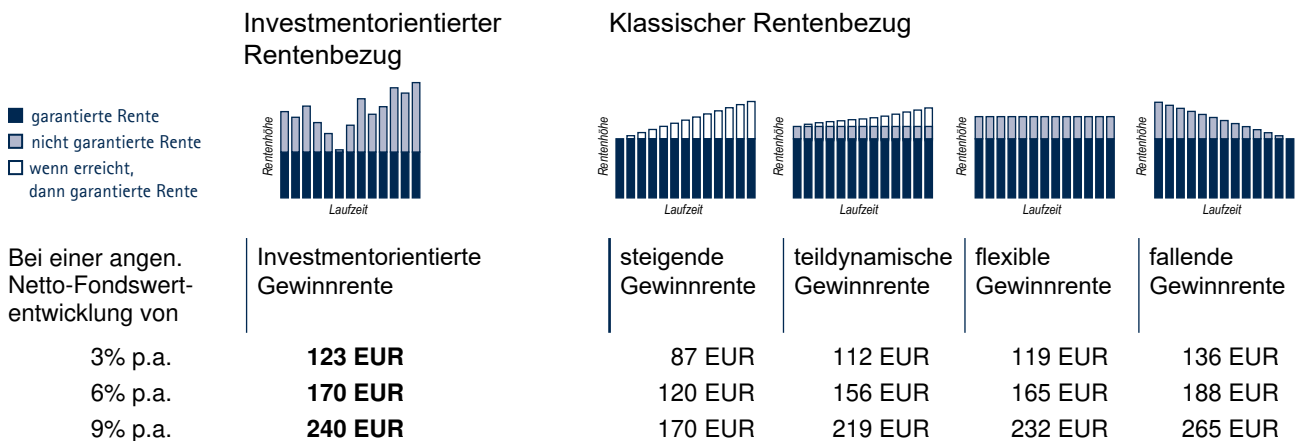 Investmentorientierter
Rentenbezug
Klassischer Rentenbezug
garantierte Rente
nicht garantierte Rente
wenn erreicht,
dann garantierte Rente
Rentenhöhe
Laufzeit
Rentenhöhe
Laufzeit
Rentenhöhe
Laufzeit
Rentenhöhe
Laufzeit
Rentenhöhe
Laufzeit
Bei einer angen.
Netto-Fondswert-
entwicklung von
Investmentorientierte
Gewinnrente
steigende
Gewinnrente
teildynamische
Gewinnrente
flexible
Gewinnrente
fallende
Gewinnrente
3% p.a. 123 EUR 87 EUR 112 EUR 119 EUR 136 EUR
6% p.a. 170 EUR 120 EUR 156 EUR 165 EUR 188 EUR
9% p.a. 240 EUR 170 EUR 219 EUR 232 EUR 265 EUR